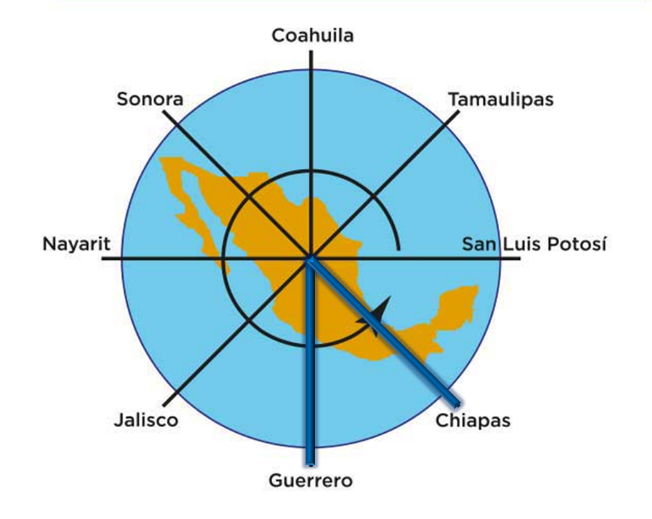 Coahuila
Sonora
Tamaulipas
Nayarit
San Luis Potosí
Jalisco
Chiapas
Guerrero